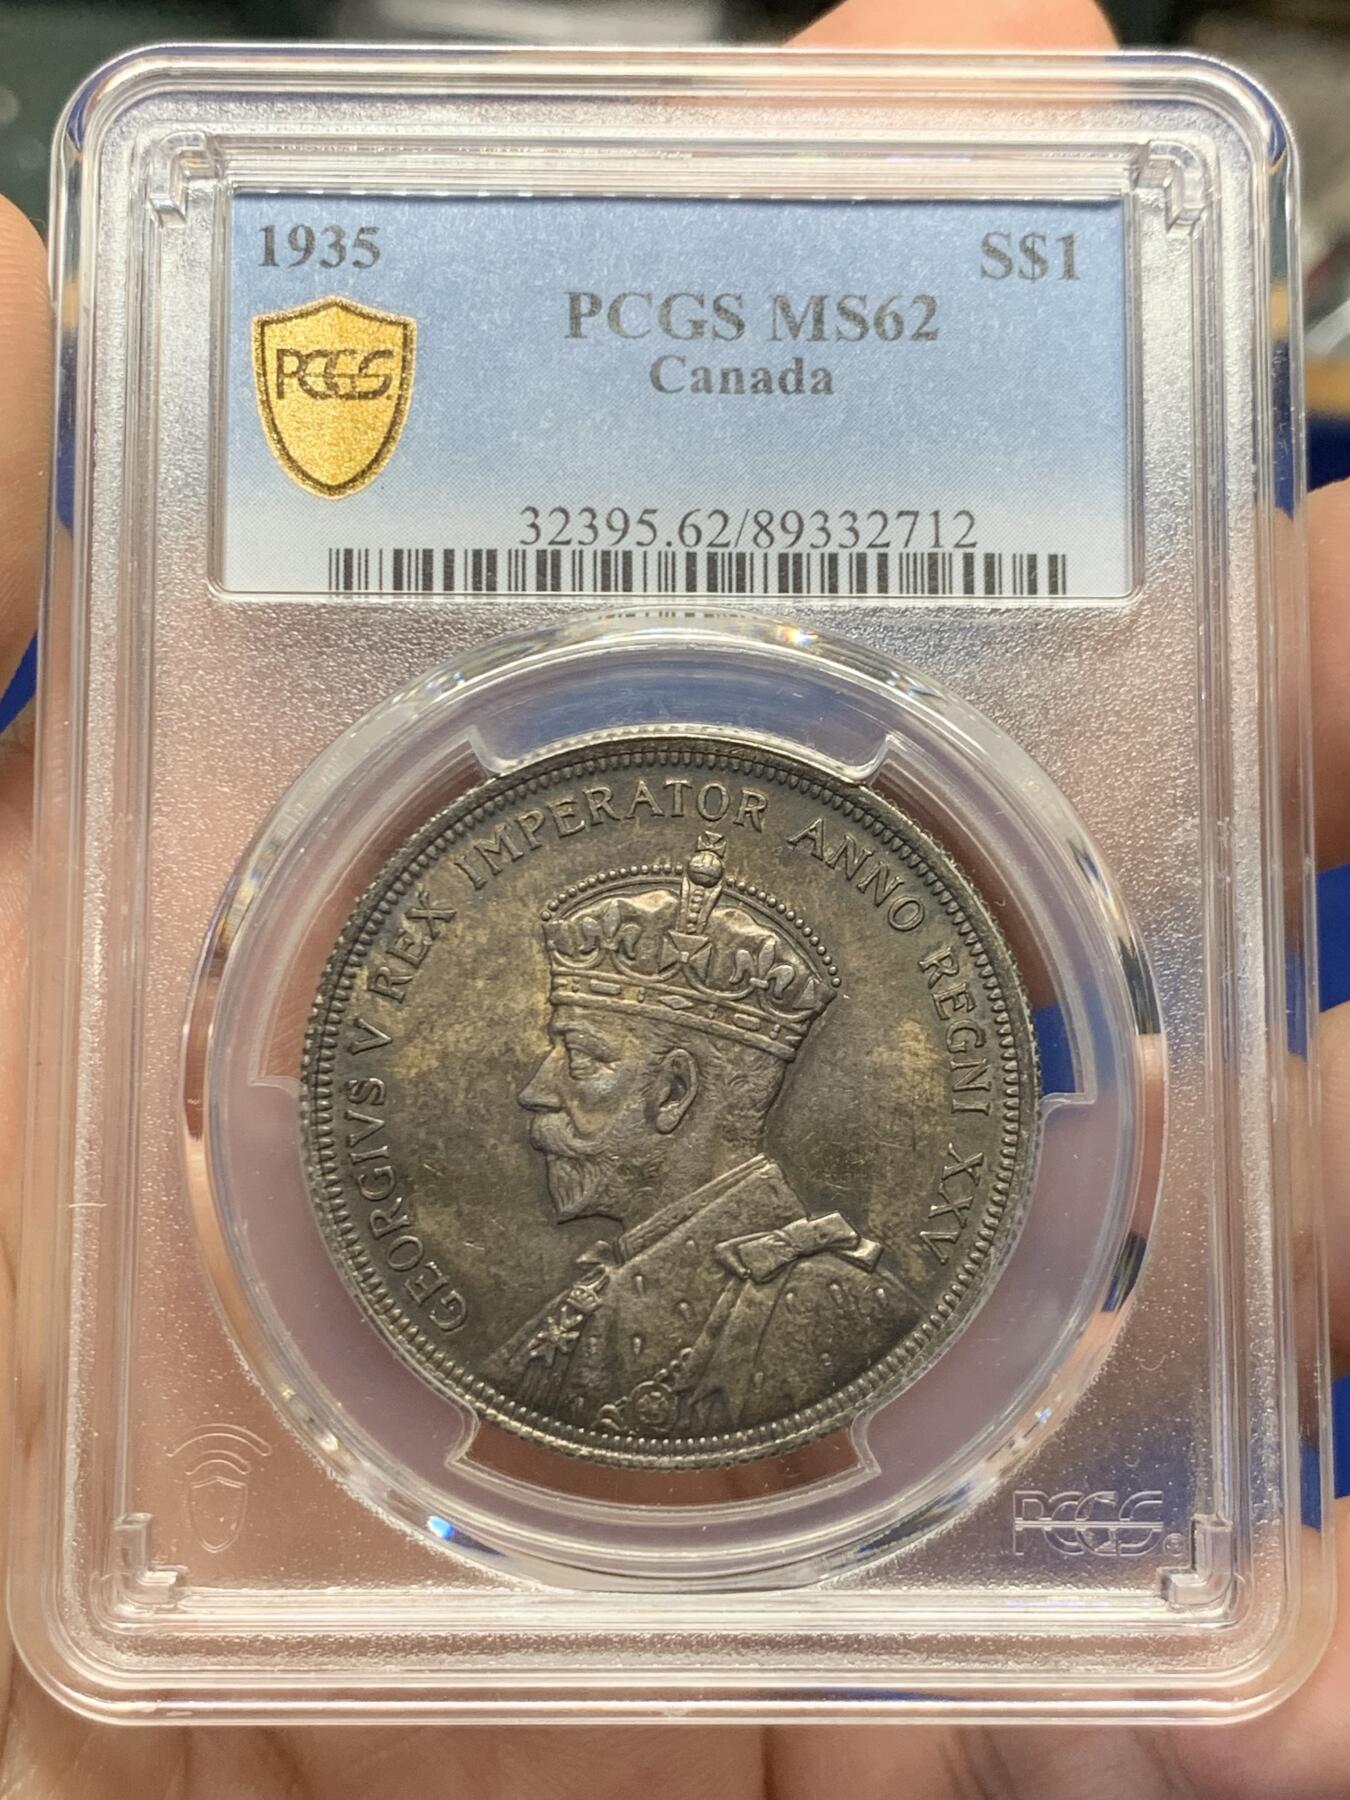 1935
S$1
PCGS MS62
Canada
PCGS
32395.62/89332712
GEORGIVS V REX IMPERATOR ANNO REGNI XXV
PCGS